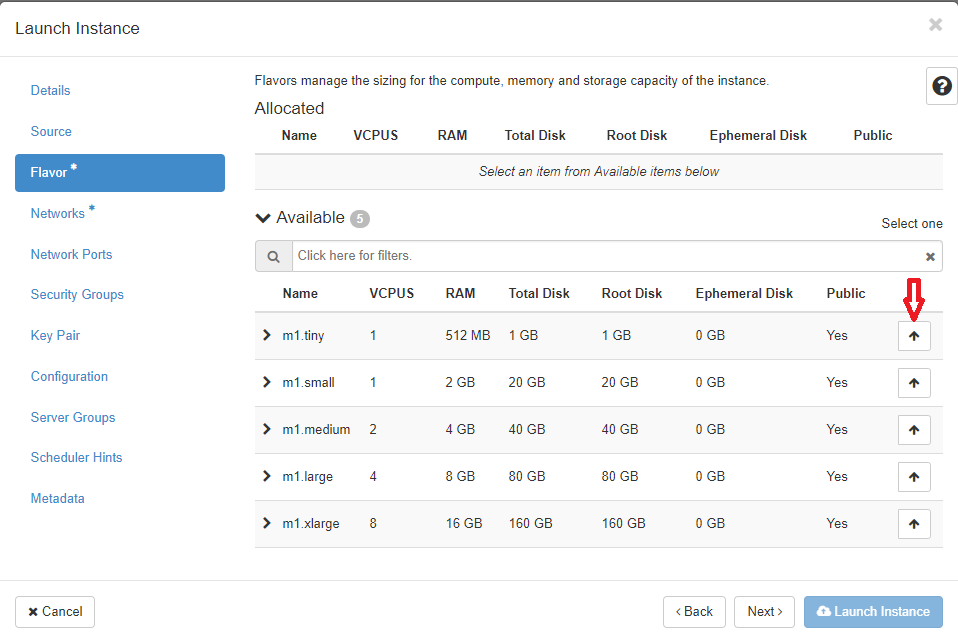 Launch Instance
Details
Source
Flavor *
Networks *
Network Ports
Security Groups
Key Pair
Configuration
Server Groups
Scheduler Hints
Metadata
Flavors manage the sizing for the compute, memory and storage capacity of the instance.
Allocated
Name VCPUS RAM Total Disk Root Disk Ephemeral Disk Public
Select an item from Available items below
Available 5
Select one
Click here for filters.
Name VCPUS RAM Total Disk Root Disk Ephemeral Disk Public
m1.tiny 1 512 MB 1 GB 1 GB 0 GB Yes
m1.small 1 2 GB 20 GB 20 GB 0 GB Yes
m1.medium 2 4 GB 40 GB 40 GB 0 GB Yes
m1.large 4 8 GB 80 GB 80 GB 0 GB Yes
m1.xlarge 8 16 GB 160 GB 160 GB 0 GB Yes
Cancel
‹ Back
Next ›
Launch Instance